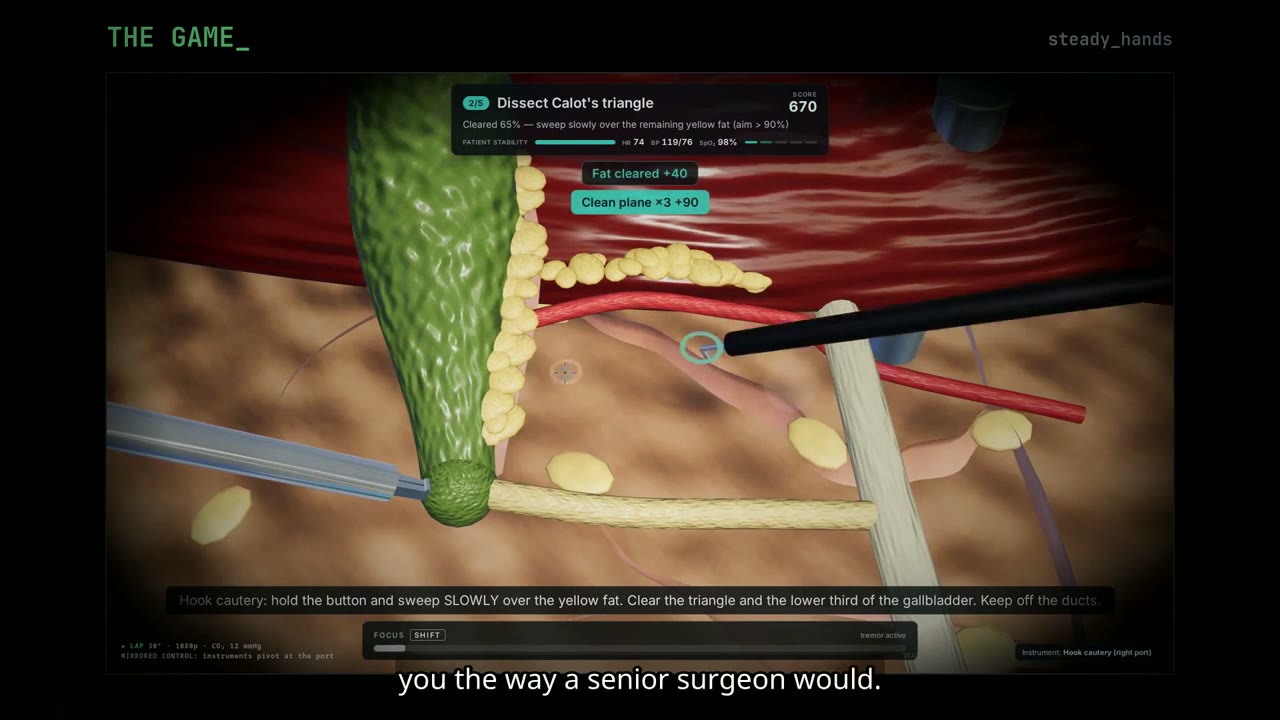 THE GAME_
steady_hands
2/5 Dissect Calot's triangle
SCORE
670
Cleared 65% — sweep slowly over the remaining yellow fat (aim > 90%)
PATIENT STABILITY HR 74 BP 119/76 SpO₂ 98%
Fat cleared +40
Clean plane ×3 +90
Hook cautery: hold the button and sweep SLOWLY over the yellow fat. Clear the triangle and the lower third of the gallbladder. Keep off the ducts.
FOCUS SHIFT
tremor active
● LAP 30° · 1080p · CO₂ 12 mmHg
MIRRORED CONTROL: instruments pivot at the port
Instrument: Hook cautery (right port)
you the way a senior surgeon would.